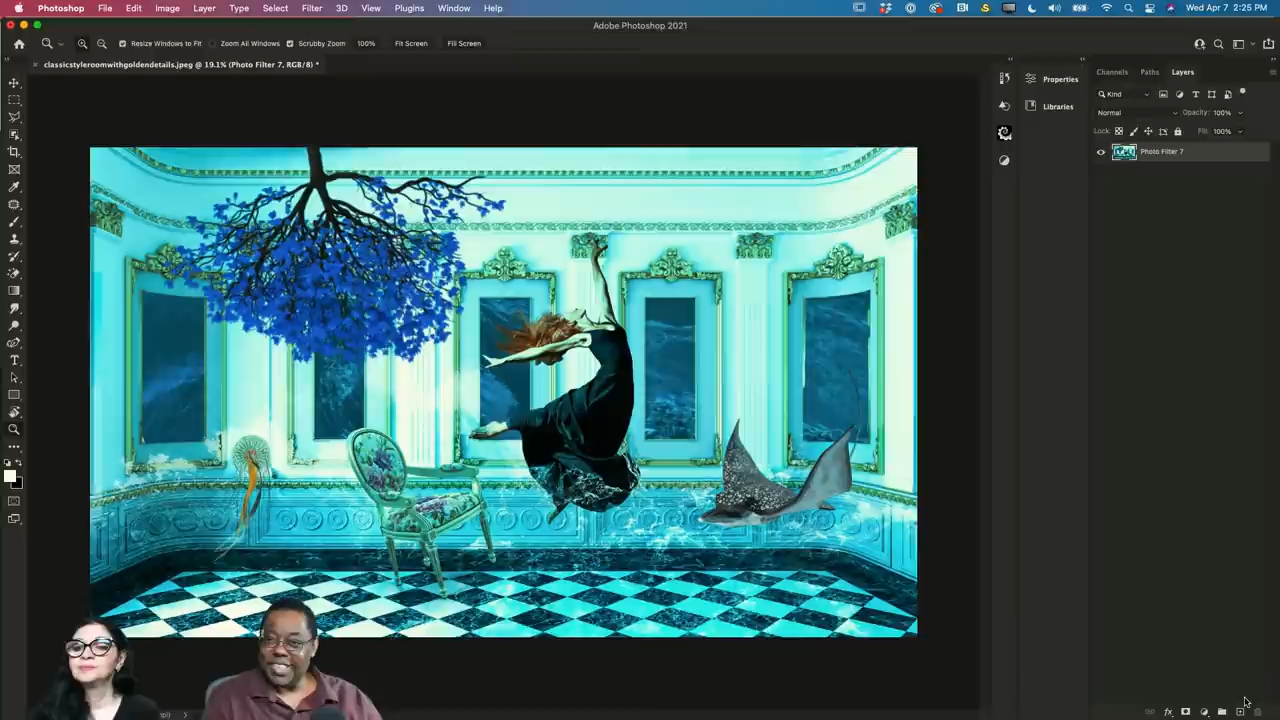 Photoshop File Edit Image Layer Type Select Filter 3D View Plugins Window Help Wed Apr 7 2:25 PM
Adobe Photoshop 2021
Resize Windows to Fit Zoom All Windows Scrubby Zoom 100% Fit Screen Fill Screen
classicstyleroomwithgoldendetails.jpeg @ 19.1% (Photo Filter 7, RGB/8) *
Channels Paths Layers
Properties
Kind
Libraries
Normal Opacity: 100%
Lock: Fill: 100%
Photo Filter 7